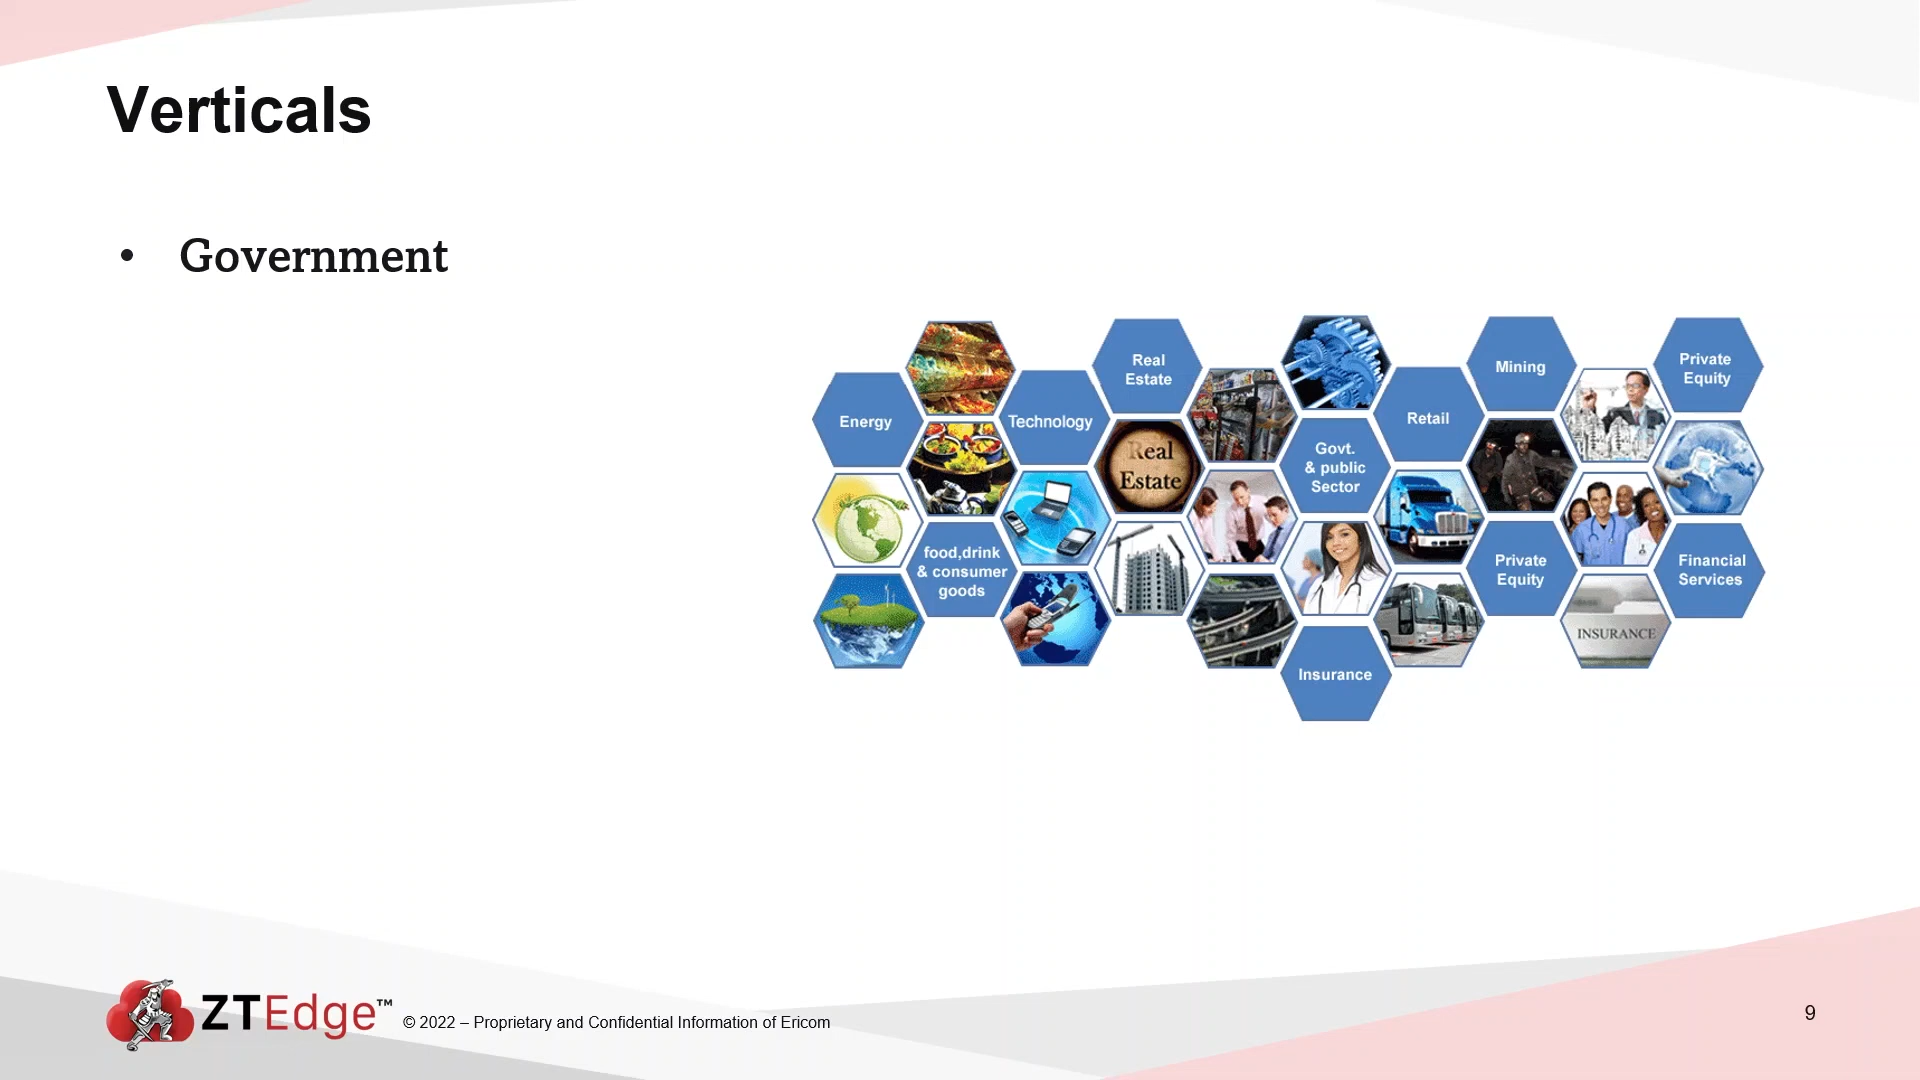 Verticals
• Government
Energy
food,drink
& consumer
goods
Technology
Real
Estate
Real
Estate
Govt.
& public
Sector
Insurance
Retail
Mining
Private
Equity
INSURANCE
Private
Equity
Financial
Services
ZTEdge™
© 2022 – Proprietary and Confidential Information of Ericom
9